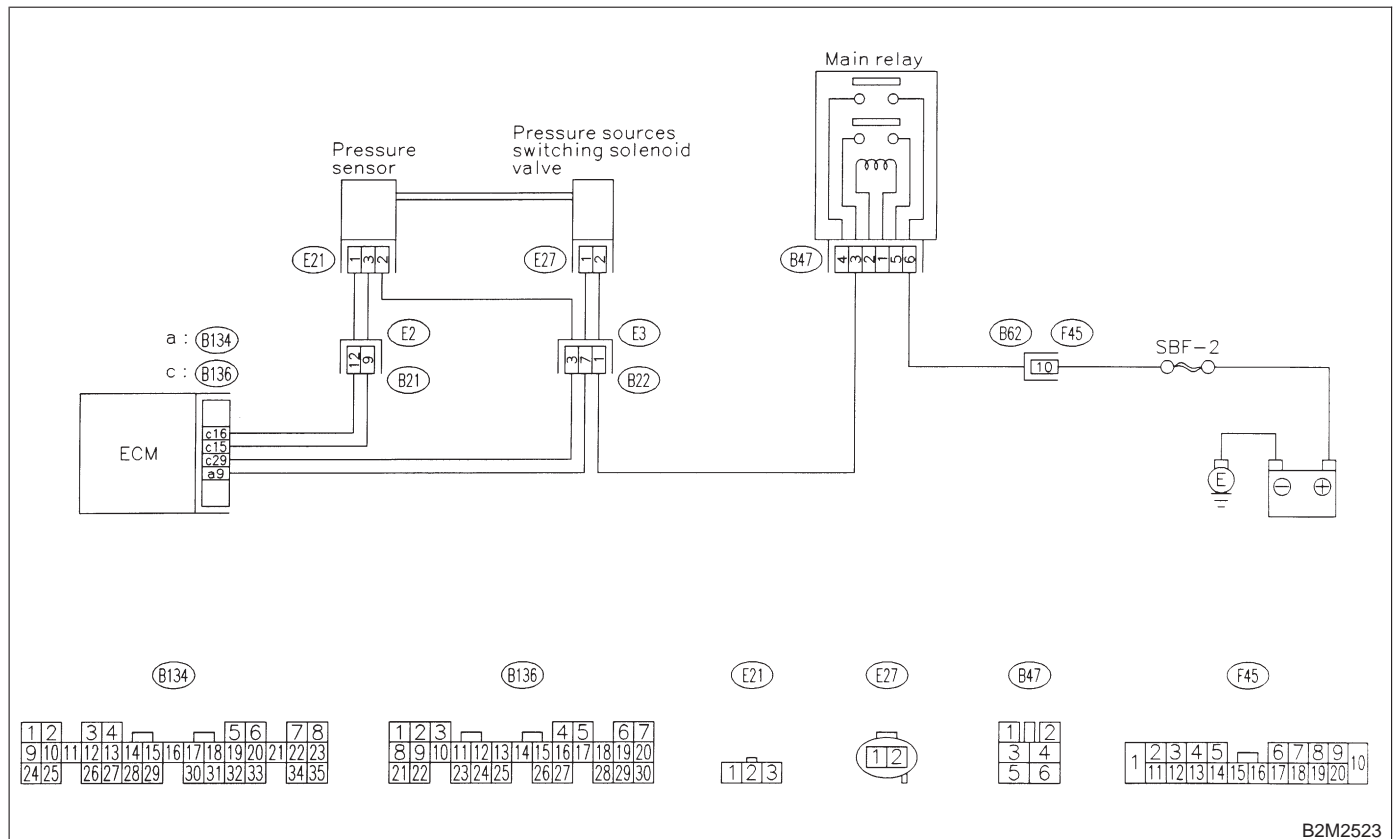 Main relay
Pressure sources
switching solenoid
valve
Pressure
sensor
E21
1 3 2
E27
1 2
B47
4 3 2 1 5 6
a : B134
c : B136
E2
12 9
B21
E3
3 7 1
B22
B62
F45
10
SBF-2
ECM
c16
c15
c29
a9
E
⊖ ⊕
B134
B136
E21
E27
B47
F45
1 2 3 4 5 6 7 8
9 10 11 12 13 14 15 16 17 18 19 20 21 22 23
24 25 26 27 28 29 30 31 32 33 34 35
1 2 3 4 5 6 7
8 9 10 11 12 13 14 15 16 17 18 19 20
21 22 23 24 25 26 27 28 29 30
1 2 3
1 2
1 2
3 4
5 6
1 2 3 4 5 6 7 8 9 10
11 12 13 14 15 16 17 18 19 20
B2M2523